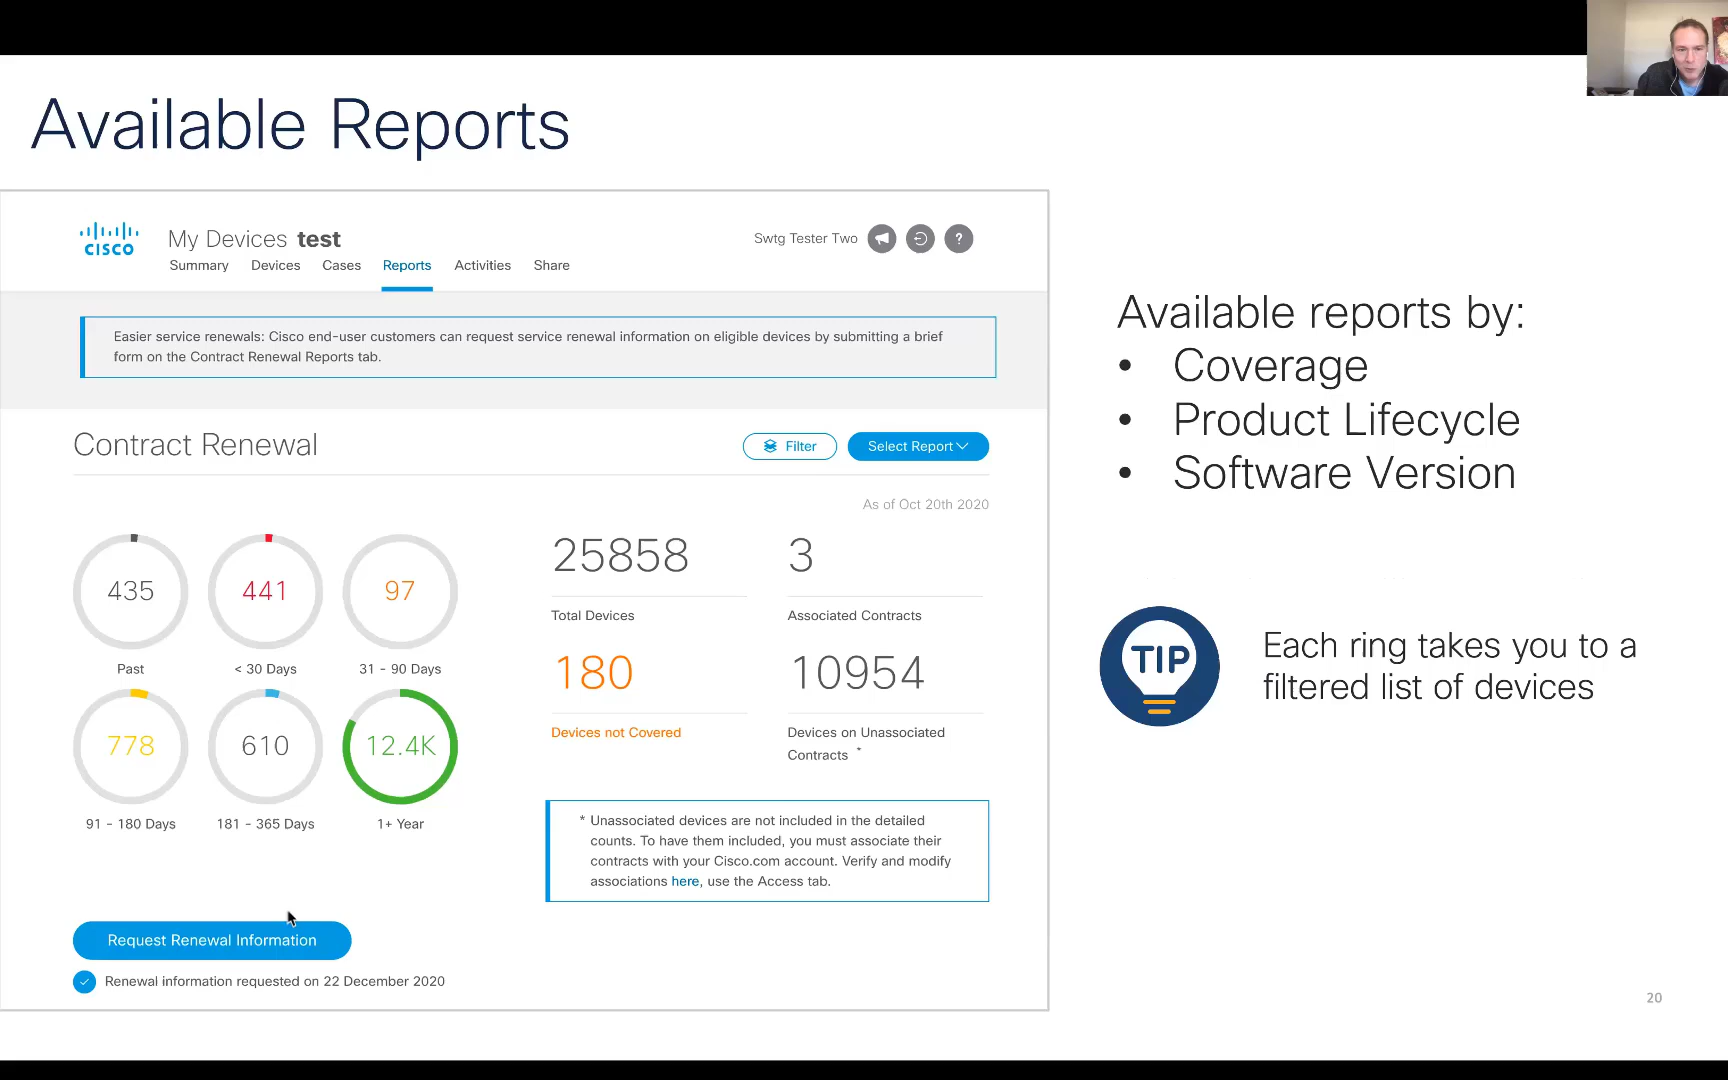 Available Reports
cisco
My Devices test
Swtg Tester Two
?
Summary Devices Cases Reports Activities Share
Easier service renewals: Cisco end-user customers can request service renewal information on eligible devices by submitting a brief
form on the Contract Renewal Reports tab.
Contract Renewal
Filter
Select Report
As of Oct 20th 2020
435
Past
441
< 30 Days
97
31 - 90 Days
778
91 - 180 Days
610
181 - 365 Days
12.4K
1+ Year
25858
Total Devices
3
Associated Contracts
180
Devices not Covered
10954
Devices on Unassociated
Contracts *
* Unassociated devices are not included in the detailed
counts. To have them included, you must associate their
contracts with your Cisco.com account. Verify and modify
associations here, use the Access tab.
Request Renewal Information
Renewal information requested on 22 December 2020
Available reports by:
• Coverage
• Product Lifecycle
• Software Version
TIP
Each ring takes you to a
filtered list of devices
20